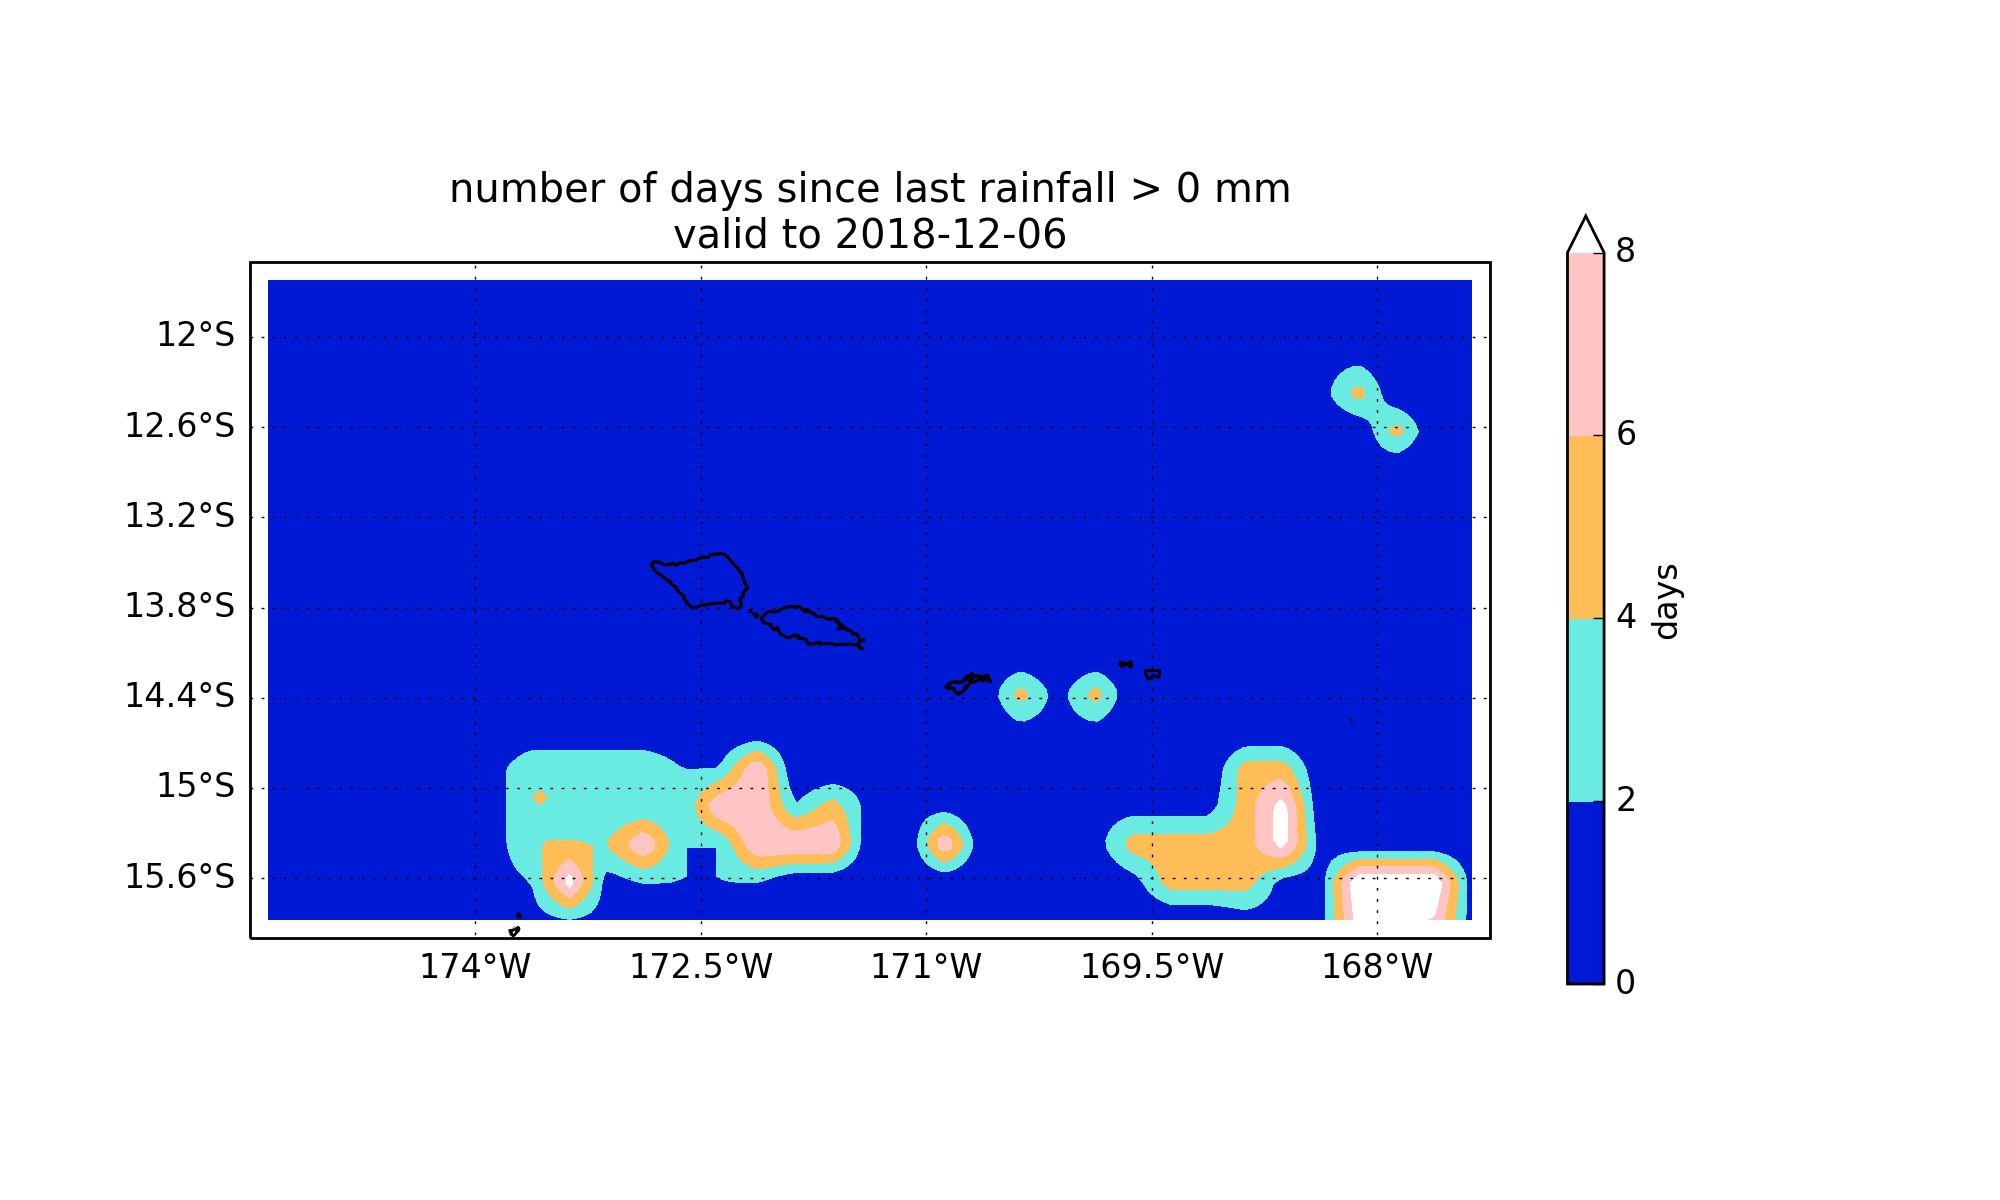 number of days since last rainfall > 0 mm
valid to 2018-12-06
12°S
12.6°S
13.2°S
13.8°S
14.4°S
15°S
15.6°S
174°W 172.5°W 171°W 169.5°W 168°W
8
6
4
2
0
days